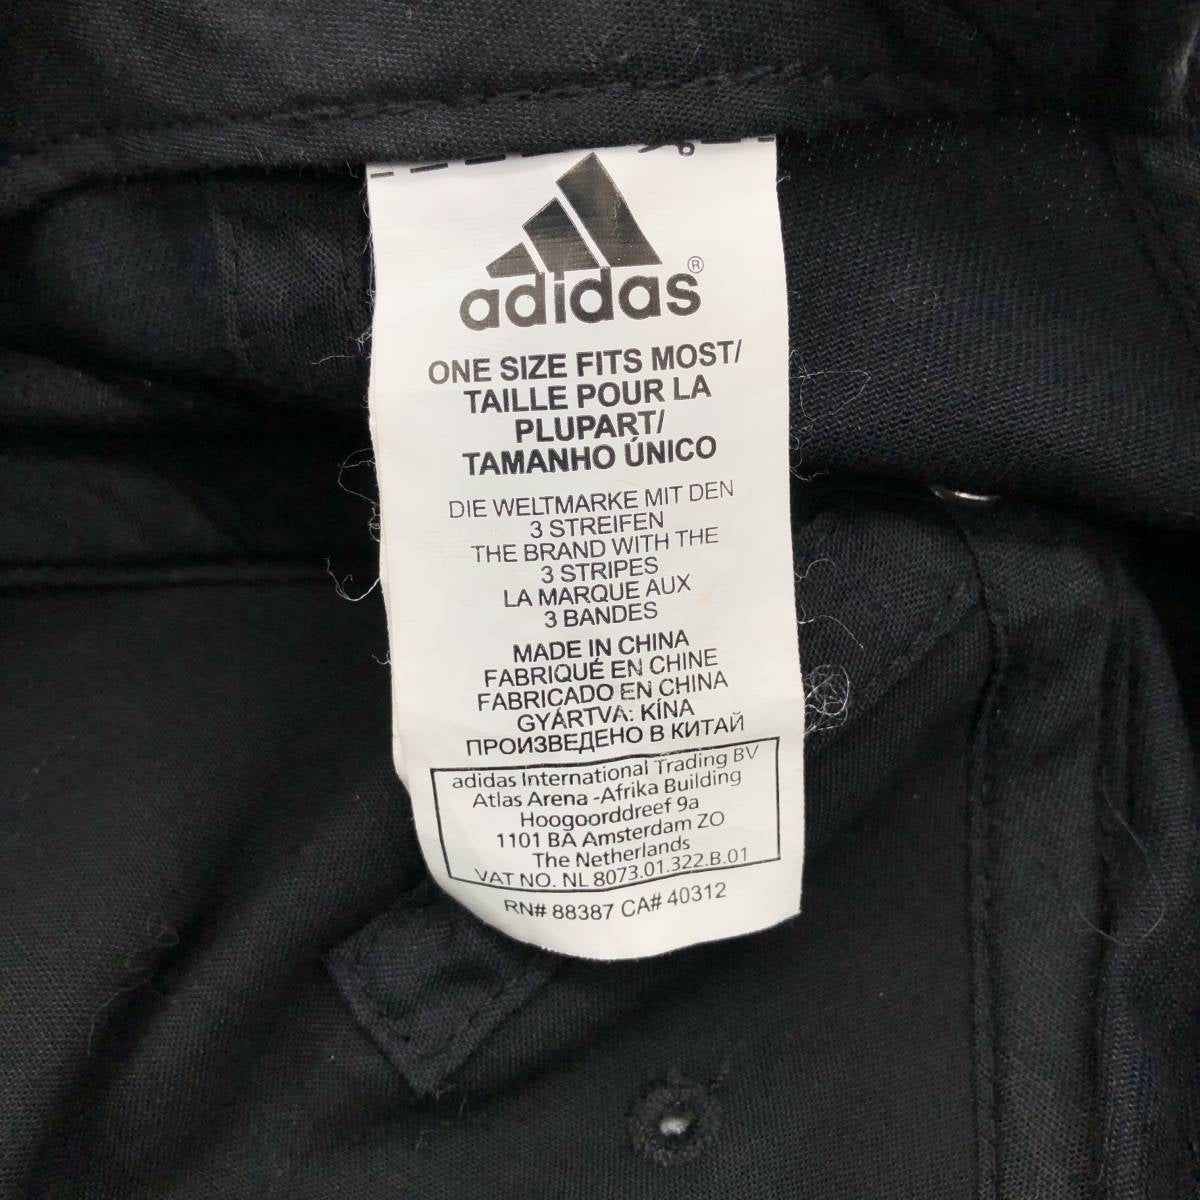 adidas®
ONE SIZE FITS MOST/
TAILLE POUR LA
PLUPART/
TAMANHO ÚNICO
DIE WELTMARKE MIT DEN
3 STREIFEN
THE BRAND WITH THE
3 STRIPES
LA MARQUE AUX
3 BANDES
MADE IN CHINA
FABRIQUÉ EN CHINE
FABRICADO EN CHINA
GYÁRTVA: KÍNA
ПРОИЗВЕДЕНО В КИТАЙ
adidas International Trading BV
Atlas Arena -Afrika Building
Hoogoorddreef 9a
1101 BA Amsterdam ZO
The Netherlands
VAT NO. NL 8073.01.322.B.01
RN# 88387 CA# 40312